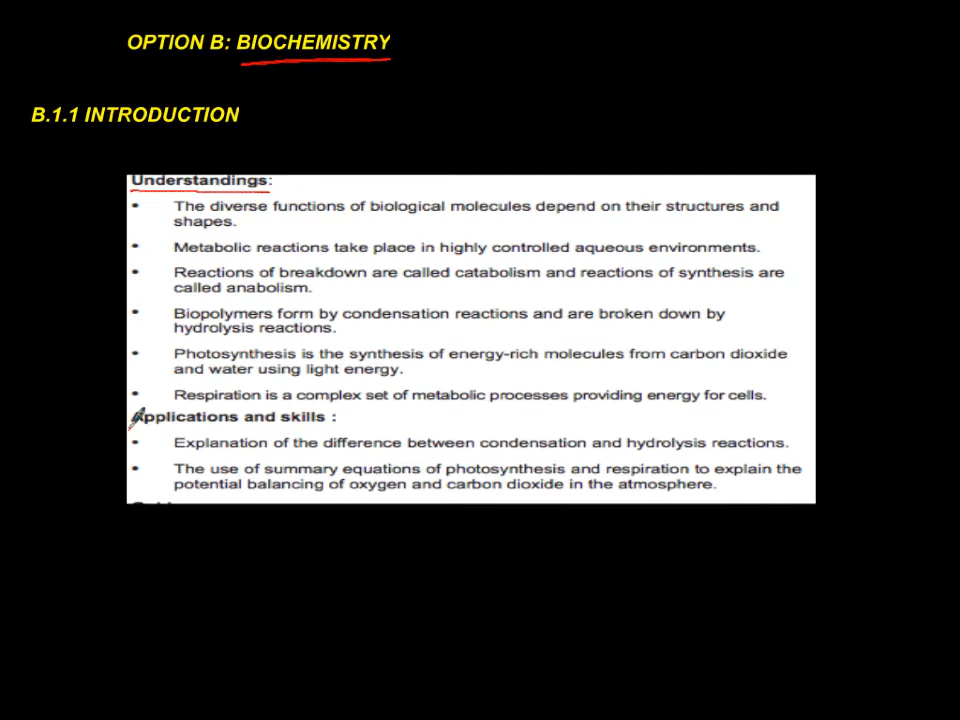 OPTION B: BIOCHEMISTRY
B.1.1 INTRODUCTION
Understandings:
• The diverse functions of biological molecules depend on their structures and
shapes.
• Metabolic reactions take place in highly controlled aqueous environments.
• Reactions of breakdown are called catabolism and reactions of synthesis are
called anabolism.
• Biopolymers form by condensation reactions and are broken down by
hydrolysis reactions.
• Photosynthesis is the synthesis of energy-rich molecules from carbon dioxide
and water using light energy.
• Respiration is a complex set of metabolic processes providing energy for cells.
Applications and skills :
• Explanation of the difference between condensation and hydrolysis reactions.
• The use of summary equations of photosynthesis and respiration to explain the
potential balancing of oxygen and carbon dioxide in the atmosphere.